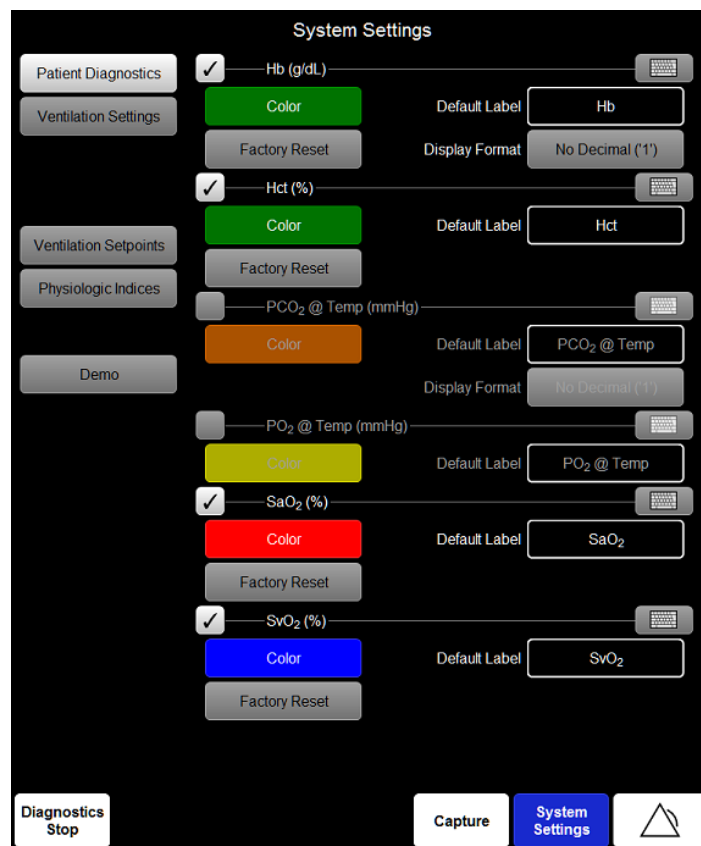 System Settings
Patient Diagnostics
Ventilation Settings
Ventilation Setpoints
Physiologic Indices
Demo
Hb (g/dL)
Color
Default Label
Hb
Factory Reset
Display Format
No Decimal ('1')
Hct (%)
Color
Default Label
Hct
Factory Reset
PCO₂ @ Temp (mmHg)
Color
Default Label
PCO₂ @ Temp
Display Format
No Decimal ('1')
PO₂ @ Temp (mmHg)
Color
Default Label
PO₂ @ Temp
SaO₂ (%)
Color
Default Label
SaO₂
Factory Reset
SvO₂ (%)
Color
Default Label
SvO₂
Factory Reset
Diagnostics
Stop
Capture
System
Settings